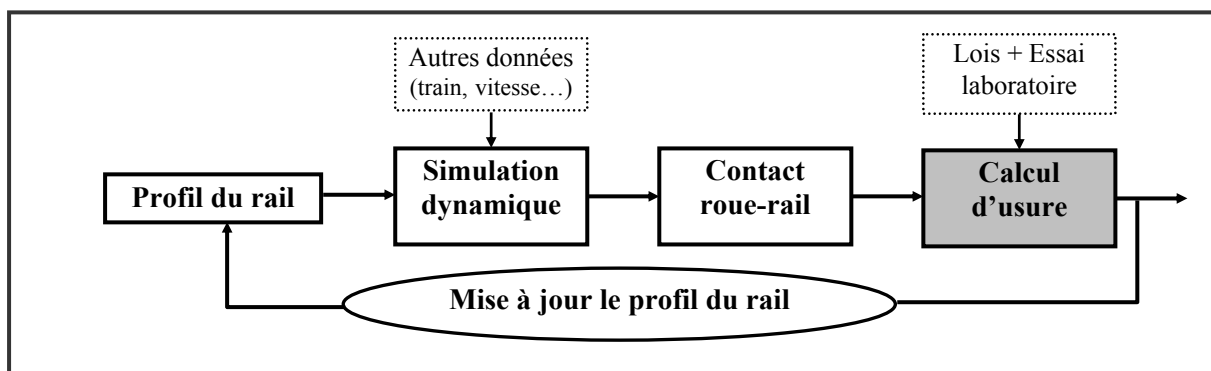 Autres données
(train, vitesse…)
Lois + Essai
laboratoire
Profil du rail
Simulation
dynamique
Contact
roue-rail
Calcul
d’usure
Mise à jour le profil du rail